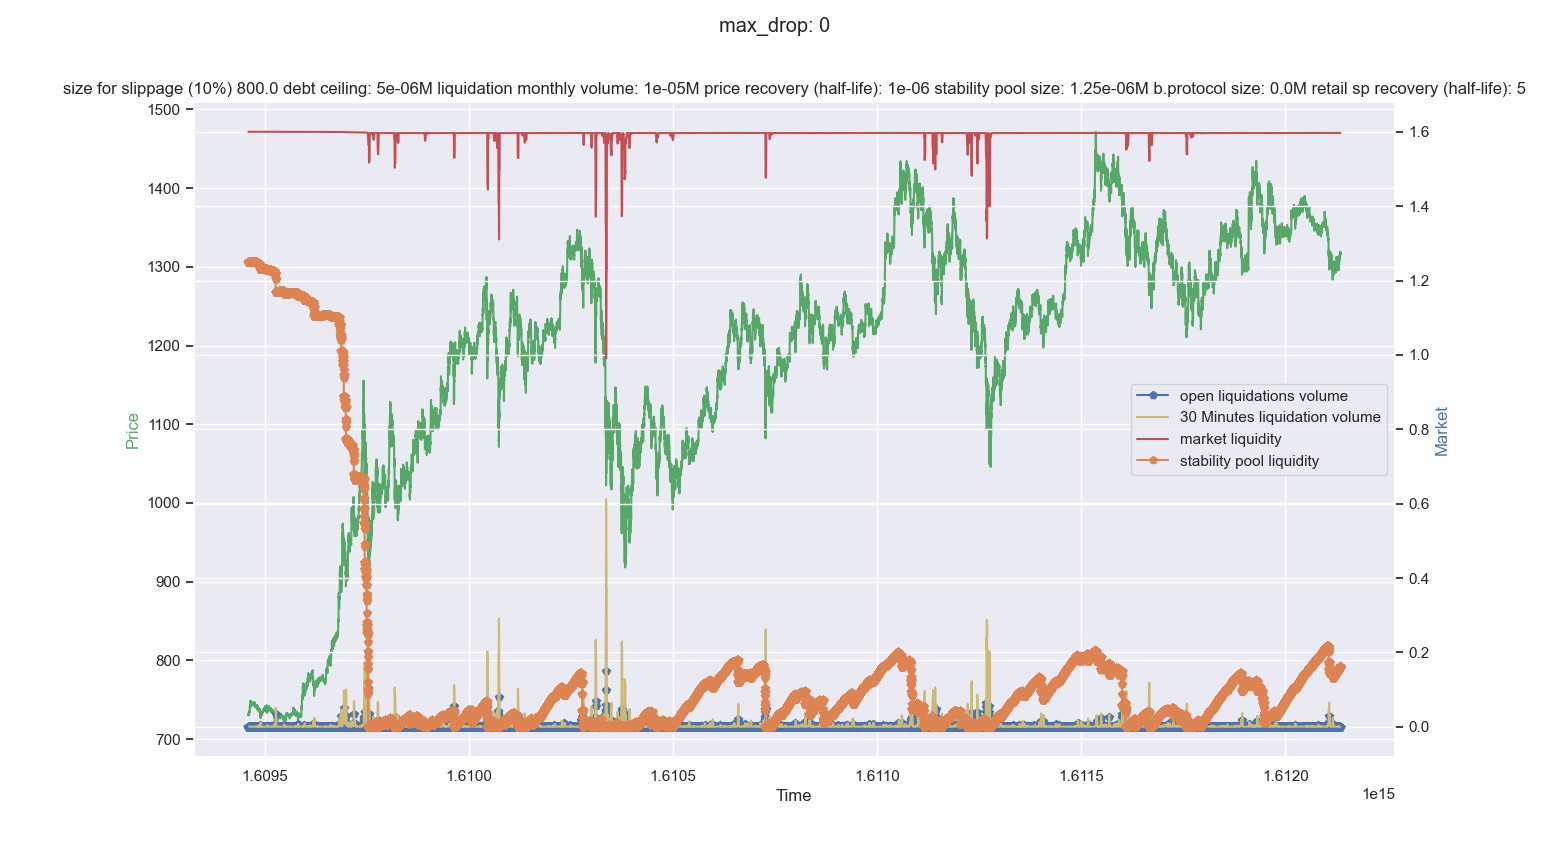 max_drop: 0
size for slippage (10%) 800.0 debt ceiling: 5e-06M liquidation monthly volume: 1e-05M price recovery (half-life): 1e-06 stability pool size: 1.25e-06M b.protocol size: 0.0M retail sp recovery (half-life): 5
1500
1400
1300
1200
1100
1000
900
800
700
Price
1.6
1.4
1.2
1.0
0.8
0.6
0.4
0.2
0.0
Market
open liquidations volume
30 Minutes liquidation volume
market liquidity
stability pool liquidity
1.6095
1.6100
1.6105
1.6110
1.6115
1.6120
Time
1e15